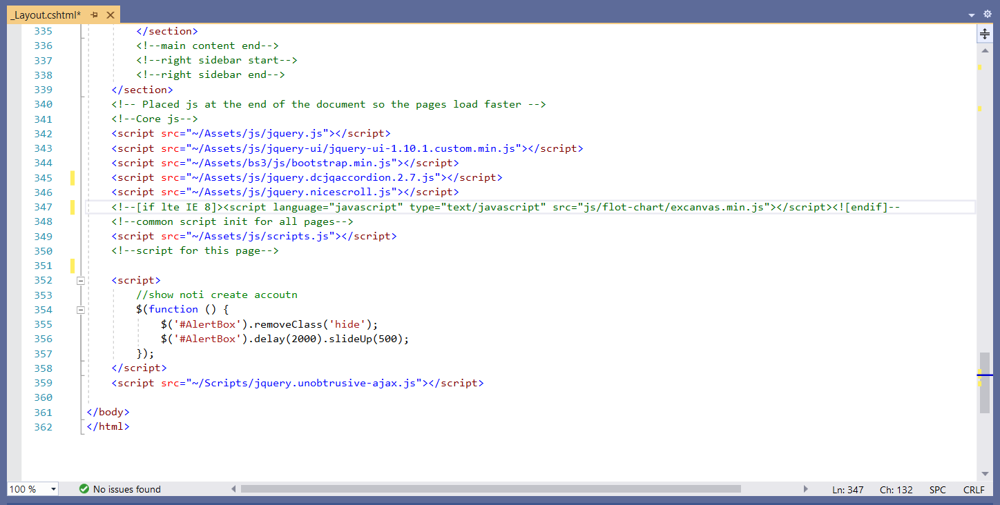 _Layout.cshtml*
335 </section>
336 <!--main content end-->
337 <!--right sidebar start-->
338 <!--right sidebar end-->
339 </section>
340 <!-- Placed js at the end of the document so the pages load faster -->
341 <!--Core js-->
342 <script src="~/Assets/js/jquery.js"></script>
343 <script src="~/Assets/js/jquery-ui/jquery-ui-1.10.1.custom.min.js"></script>
344 <script src="~/Assets/bs3/js/bootstrap.min.js"></script>
345 <script src="~/Assets/js/jquery.dcjqaccordion.2.7.js"></script>
346 <script src="~/Assets/js/jquery.nicescroll.js"></script>
347 <!--[if lte IE 8]><script language="javascript" type="text/javascript" src="js/flot-chart/excanvas.min.js"></script><![endif]--
348 <!--common script init for all pages-->
349 <script src="~/Assets/js/scripts.js"></script>
350 <!--script for this page-->
351
352 <script>
353 //show noti create accoutn
354 $(function () {
355 $('#AlertBox').removeClass('hide');
356 $('#AlertBox').delay(2000).slideUp(500);
357 });
358 </script>
359 <script src="~/Scripts/jquery.unobtrusive-ajax.js"></script>
360
361 </body>
362 </html>
100 % No issues found Ln: 347 Ch: 132 SPC CRLF